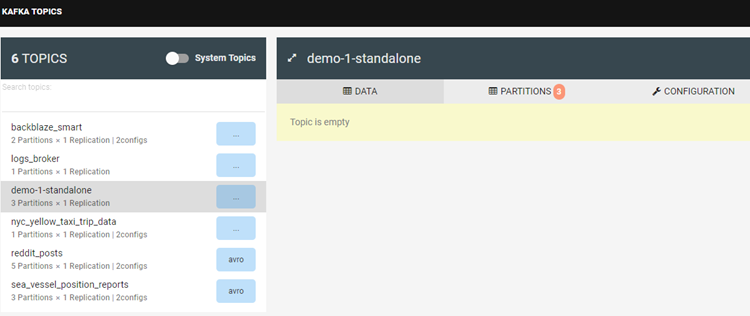 KAFKA TOPICS
6 TOPICS
System Topics
Search topics
backblaze_smart
2 Partitions × 1 Replication | 2configs
...
logs_broker
1 Partitions × 1 Replication
...
demo-1-standalone
3 Partitions × 1 Replication
...
nyc_yellow_taxi_trip_data
1 Partitions × 1 Replication | 2configs
...
reddit_posts
5 Partitions × 1 Replication | 2configs
avro
sea_vessel_position_reports
3 Partitions × 1 Replication | 2configs
avro
demo-1-standalone
DATA
PARTITIONS 3
CONFIGURATION
Topic is empty